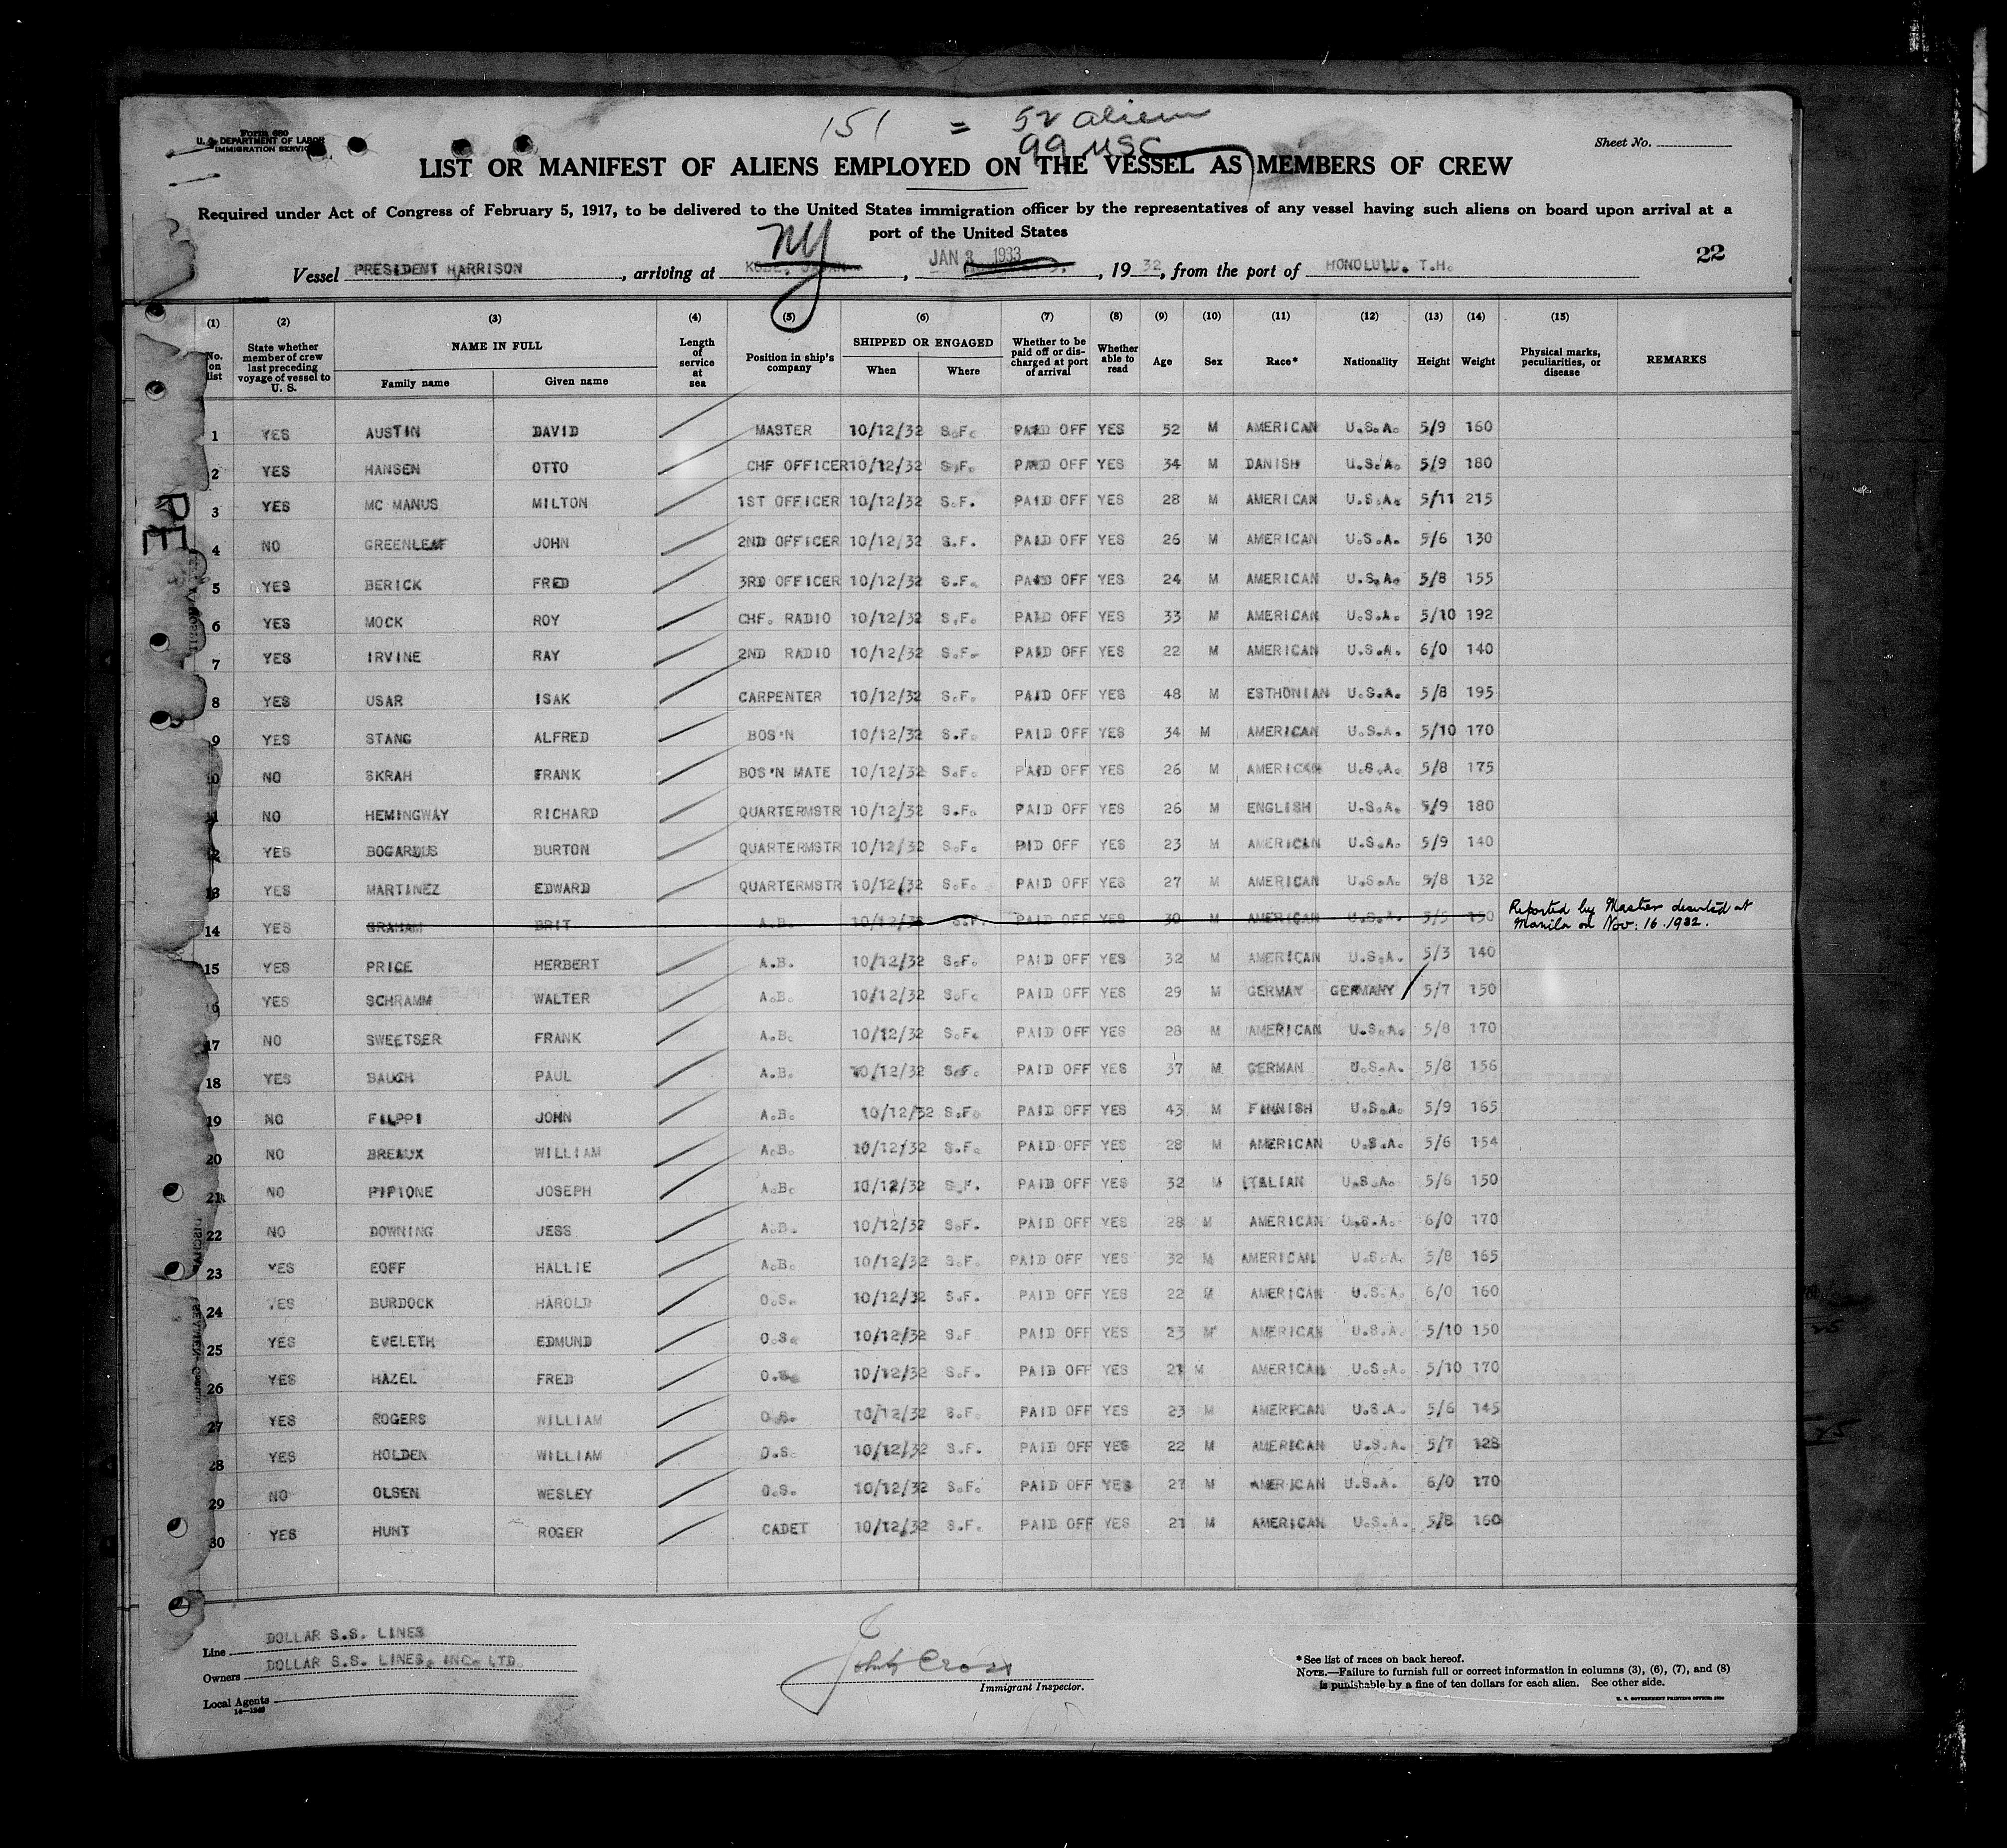 151 = 52 aliens
99 USC
Form 680
U. S. DEPARTMENT OF LABOR
IMMIGRATION SERVICE
Sheet No.
LIST OR MANIFEST OF ALIENS EMPLOYED ON THE VESSEL AS MEMBERS OF CREW
Required under Act of Congress of February 5, 1917, to be delivered to the United States immigration officer by the representatives of any vessel having such aliens on board upon arrival at a
port of the United States
22
NY
Vessel PRESIDENT HARRISON, arriving at KOBE. JAPAN, JAN 3 1933, 1932, from the port of HONOLULU. T.H.
(1) (2) (3) (4) (5) (6) (7) (8) (9) (10) (11) (12) (13) (14) (15)
No. on list State whether member of crew last preceding voyage of vessel to U. S. NAME IN FULL Family name Given name Length of service at sea Position in ship's company SHIPPED OR ENGAGED When Where Whether to be paid off or discharged at port of arrival Whether able to read Age Sex Race* Nationality Height Weight Physical marks, peculiarities, or disease REMARKS
1 YES AUSTIN DAVID MASTER 10/12/32 S.F. PAID OFF YES 52 M AMERICAN U.S.A. 5/9 160
2 YES HANSEN OTTO CHF OFFICER 10/12/32 S.F. PAID OFF YES 34 M DANISH U.S.A. 5/9 180
3 YES MC MANUS MILTON 1ST OFFICER 10/12/32 S.F. PAID OFF YES 28 M AMERICAN U.S.A. 5/11 215
4 NO GREENLEAF JOHN 2ND OFFICER 10/12/32 S.F. PAID OFF YES 26 M AMERICAN U.S.A. 5/6 130
5 YES BERICK FRED 3RD OFFICER 10/12/32 S.F. PAID OFF YES 24 M AMERICAN U.S.A. 5/8 155
6 YES MOCK ROY CHF. RADIO 10/12/32 S.F. PAID OFF YES 33 M AMERICAN U.S.A. 5/10 192
7 YES IRVINE RAY 2ND RADIO 10/12/32 S.F. PAID OFF YES 22 M AMERICAN U.S.A. 6/0 140
8 YES USAR ISAK CARPENTER 10/12/32 S.F. PAID OFF YES 48 M ESTHONIAN U.S.A. 5/8 195
9 YES STANG ALFRED BOS'N 10/12/32 S.F. PAID OFF YES 34 M AMERICAN U.S.A. 5/10 170
10 NO SKRAH FRANK BOS'N MATE 10/12/32 S.F. PAID OFF YES 26 M AMERICAN U.S.A. 5/8 175
11 NO HEMINGWAY RICHARD QUARTERMSTR 10/12/32 S.F. PAID OFF YES 26 M ENGLISH U.S.A. 5/9 180
12 YES BOGARDUS BURTON QUARTERMSTR 10/12/32 S.F. PAID OFF YES 23 M AMERICAN U.S.A. 5/9 140
13 YES MARTINEZ EDWARD QUARTERMSTR 10/12/32 S.F. PAID OFF YES 27 M AMERICAN U.S.A. 5/8 132
14 YES GRAHAM BRIT A.B. 10/12/32 S.F. PAID OFF YES 30 M AMERICAN U.S.A. 5/5 150 Reported by Master deserted at
Manila on Nov. 16. 1932.
15 YES PRICE HERBERT A.B. 10/12/32 S.F. PAID OFF YES 32 M AMERICAN U.S.A. 5/3 140
16 YES SCHRAMM WALTER A.B. 10/12/32 S.F. PAID OFF YES 29 M GERMAN GERMANY 5/7 150
17 NO SWEETSER FRANK A.B. 10/12/32 S.F. PAID OFF YES 28 M AMERICAN U.S.A. 5/8 170
18 YES BAUCH PAUL A.B. 10/12/32 S.F. PAID OFF YES 37 M GERMAN U.S.A. 5/8 156
19 NO FILPPI JOHN A.B. 10/12/32 S.F. PAID OFF YES 43 M FINNISH U.S.A. 5/9 165
20 NO BREAUX WILLIAM A.B. 10/12/32 S.F. PAID OFF YES 28 M AMERICAN U.S.A. 5/6 154
21 NO PIPIONE JOSEPH A.B. 10/12/32 S.F. PAID OFF YES 32 M ITALIAN U.S.A. 5/6 150
22 NO DOWNING JESS A.B. 10/12/32 S.F. PAID OFF YES 28 M AMERICAN U.S.A. 6/0 170
23 YES EOFF HALLIE A.B. 10/12/32 S.F. PAID OFF YES 32 M AMERICAN U.S.A. 5/8 165
24 YES BURDOCK HAROLD O.S. 10/12/32 S.F. PAID OFF YES 22 M AMERICAN U.S.A. 6/0 160
25 YES EVELETH EDMUND O.S. 10/12/32 S.F PAID OFF YES 23 M AMERICAN U.S.A. 5/10 150
26 YES HAZEL FRED O.S. 10/12/32 S.F. PAID OFF YES 21 M AMERICAN U.S.A. 5/10 170
27 YES ROGERS WILLIAM O.S. 10/12/32 S.F. PAID OFF YES 23 M AMERICAN U.S.A. 5/6 145
28 YES HOLDEN WILLIAM O.S. 10/12/32 S.F. PAID OFF YES 22 M AMERICAN U.S.A. 5/7 128
29 NO OLSEN WESLEY O.S. 10/12/32 S.F. PAID OFF YES 27 M AMERICAN U.S.A. 6/0 170
30 YES HUNT ROGER CADET 10/12/32 S.F. PAID OFF YES 21 M AMERICAN U.S.A. 5/8 160
Line DOLLAR S.S. LINES
Owners DOLLAR S.S. LINES, INC. LTD
Local Agents
John Cross
Immigrant Inspector.
*See list of races on back hereof.
NOTE.—Failure to furnish full or correct information in columns (3), (6), (7), and (8)
is punishable by a fine of ten dollars for each alien. See other side.